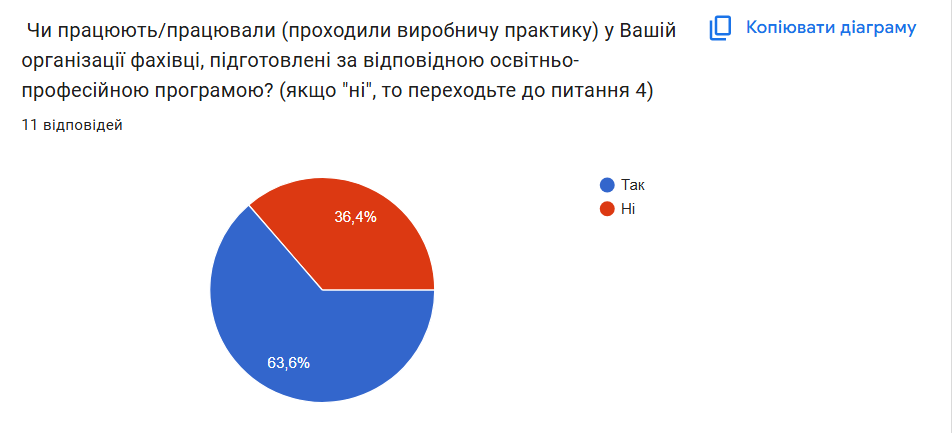 Чи працюють/працювали (проходили виробничу практику) у Вашій
організації фахівці, підготовлені за відповідною освітньо-
професійною програмою? (якщо "ні", то переходьте до питання 4)
Копіювати діаграму
11 відповідей
Так
Ні
36,4%
63,6%